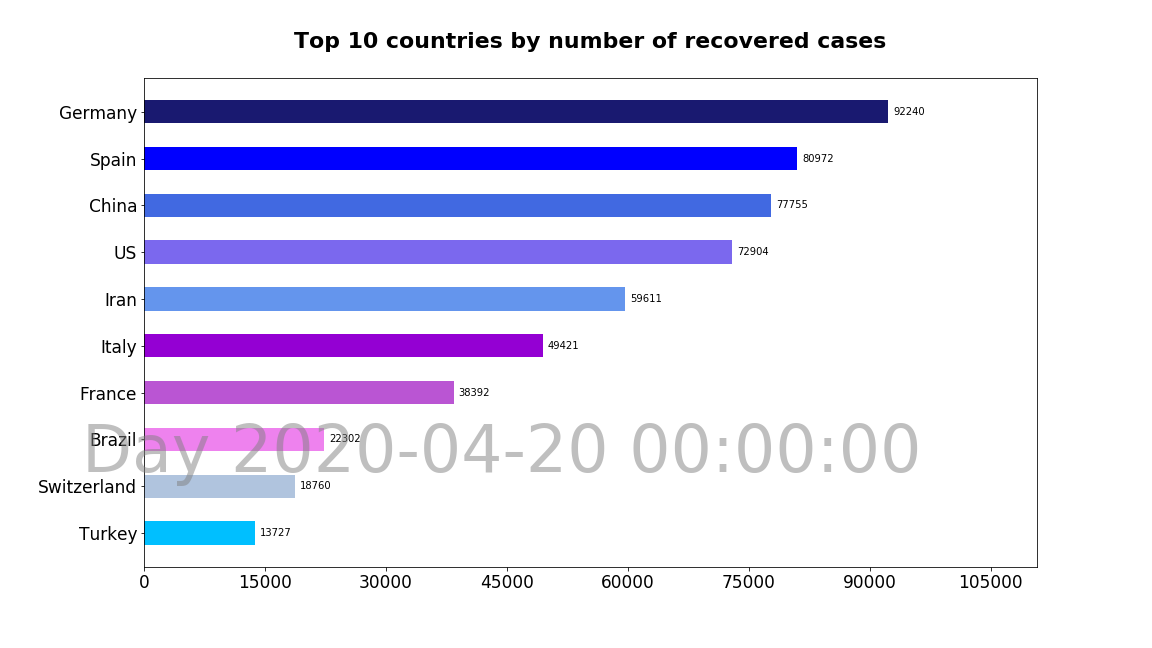 Top 10 countries by number of recovered cases
Germany 92240
Spain 80972
China 77755
US 72904
Iran 59611
Italy 49421
France 38392
Brazil 22302
Day 2020-04-20 00:00:00
Switzerland 18760
Turkey 13727
0 15000 30000 45000 60000 75000 90000 105000